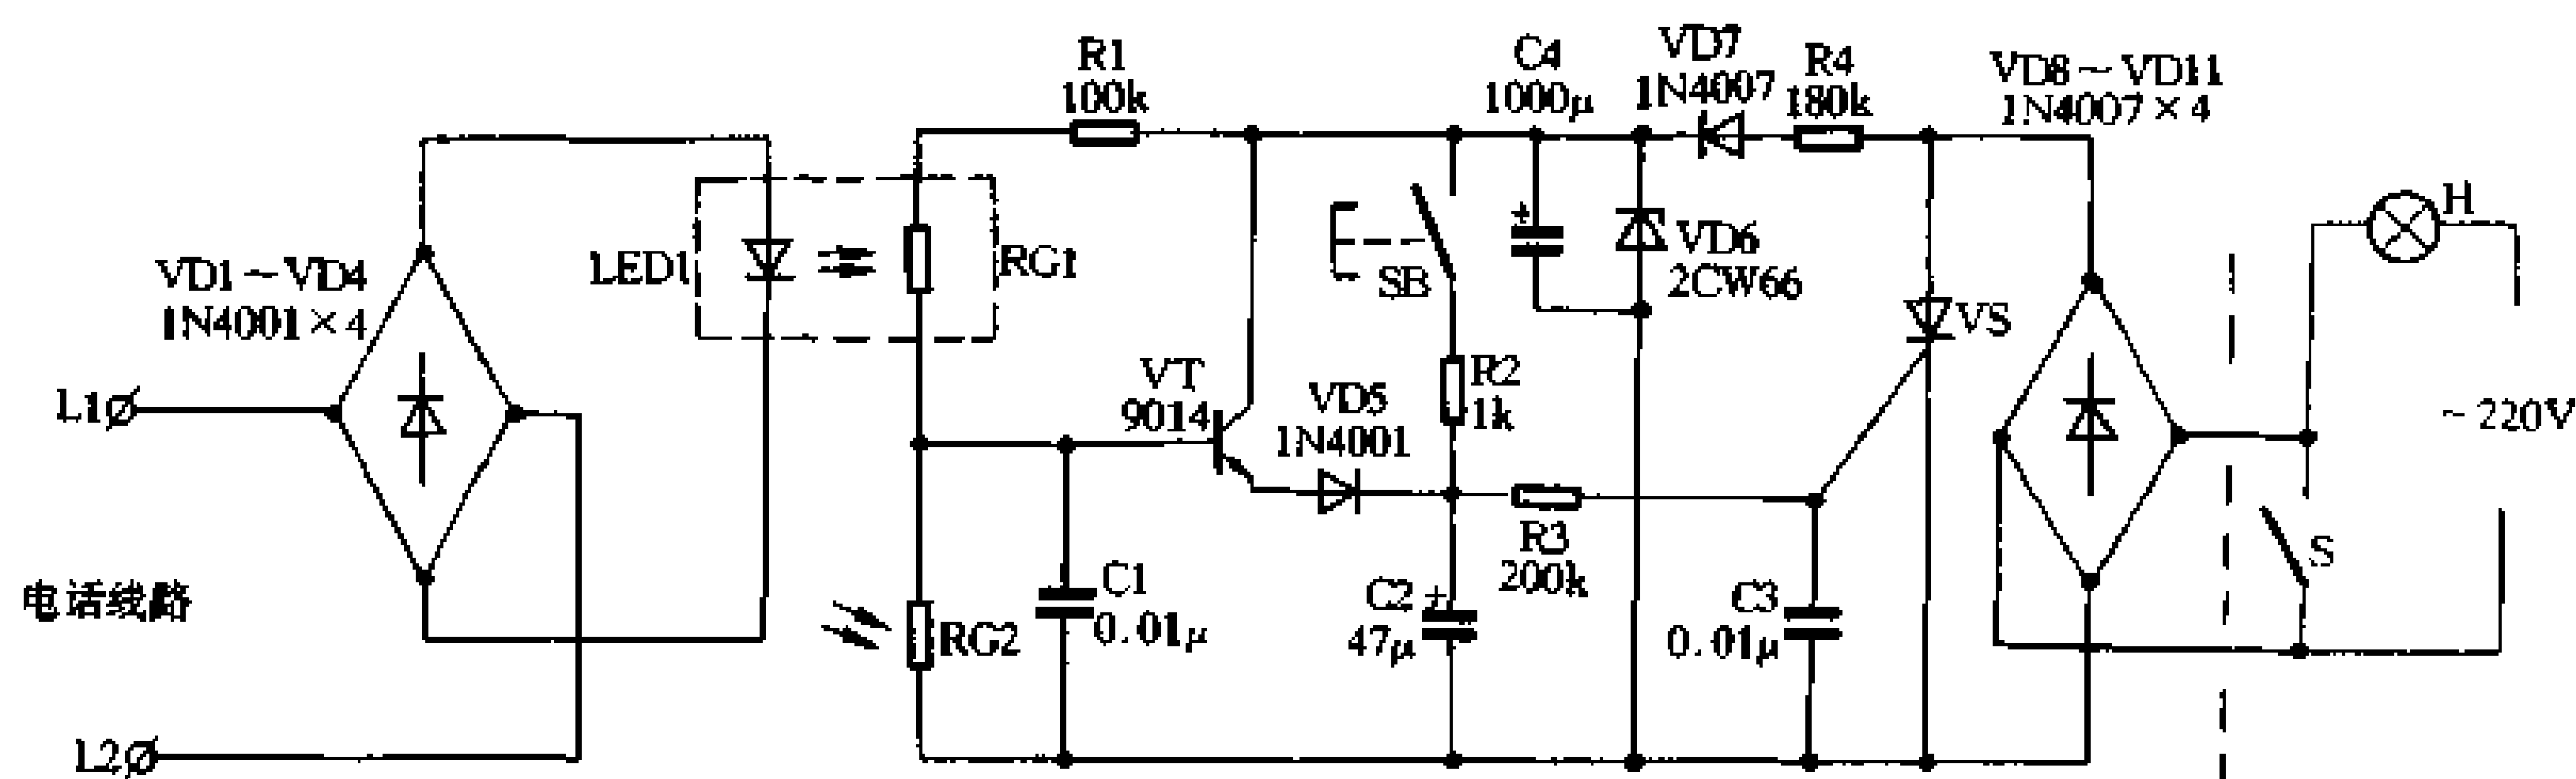 R1
100k
C4
1000μ
VD7
1N4007
R4
180k
VD8～VD11
1N4007×4
H
LED1
RG1
SB
VD6
2CW66
VD1～VD4
1N4001×4
VS
R2
1k
VT
9014
VD5
1N4001
L1
～220V
R3
200k
S
电话线路
C1
0.01μ
C2
47μ
C3
0.01μ
RG2
L2